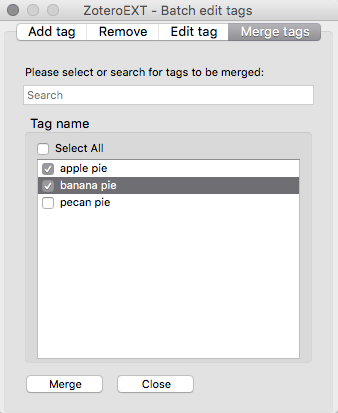 ZoteroEXT - Batch edit tags
Add tag Remove Edit tag Merge tags
Please select or search for tags to be merged:
Search
Tag name
Select All
apple pie
banana pie
pecan pie
Merge Close